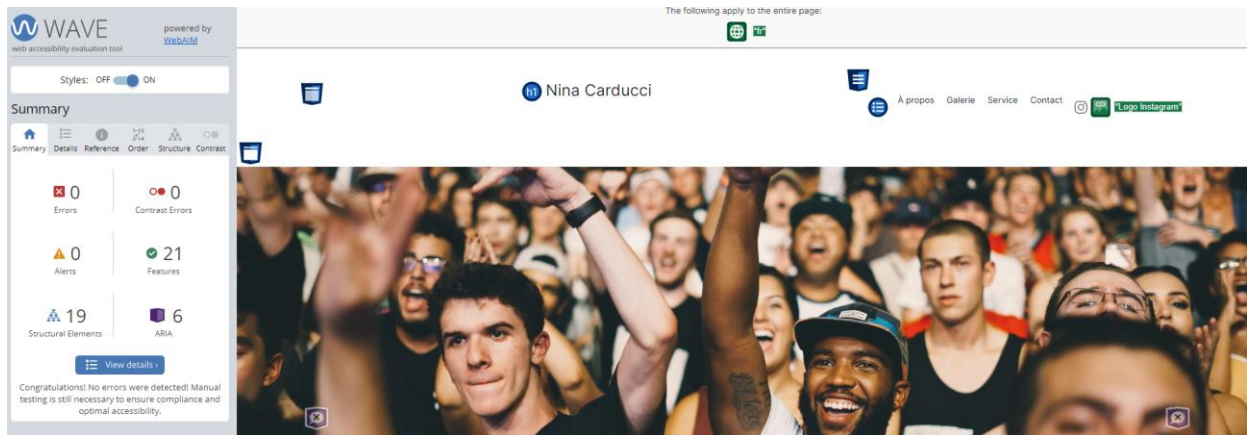 WAVE
web accessibility evaluation tool
powered by
WebAIM
Styles: OFF ON
Summary
Summary Details Reference Order Structure Contrast
0
Errors
0
Contrast Errors
0
Alerts
21
Features
19
Structural Elements
6
ARIA
View details ›
Congratulations! No errors were detected! Manual
testing is still necessary to ensure compliance and
optimal accessibility.
The following apply to the entire page:
"fr"
h1 Nina Carducci
À propos Galerie Service Contact "Logo Instagram"